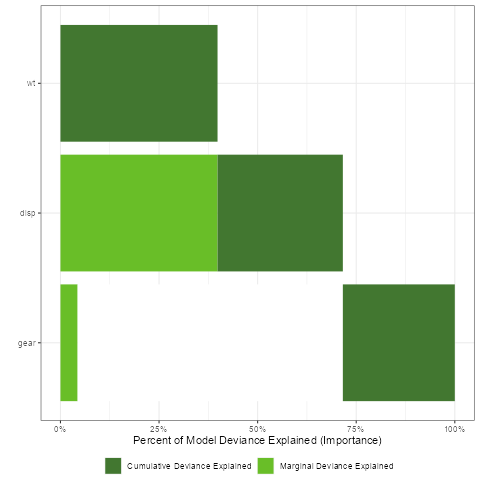 wt
disp
gear
0% 25% 50% 75% 100%
Percent of Model Deviance Explained (Importance)
Cumulative Deviance Explained Marginal Deviance Explained